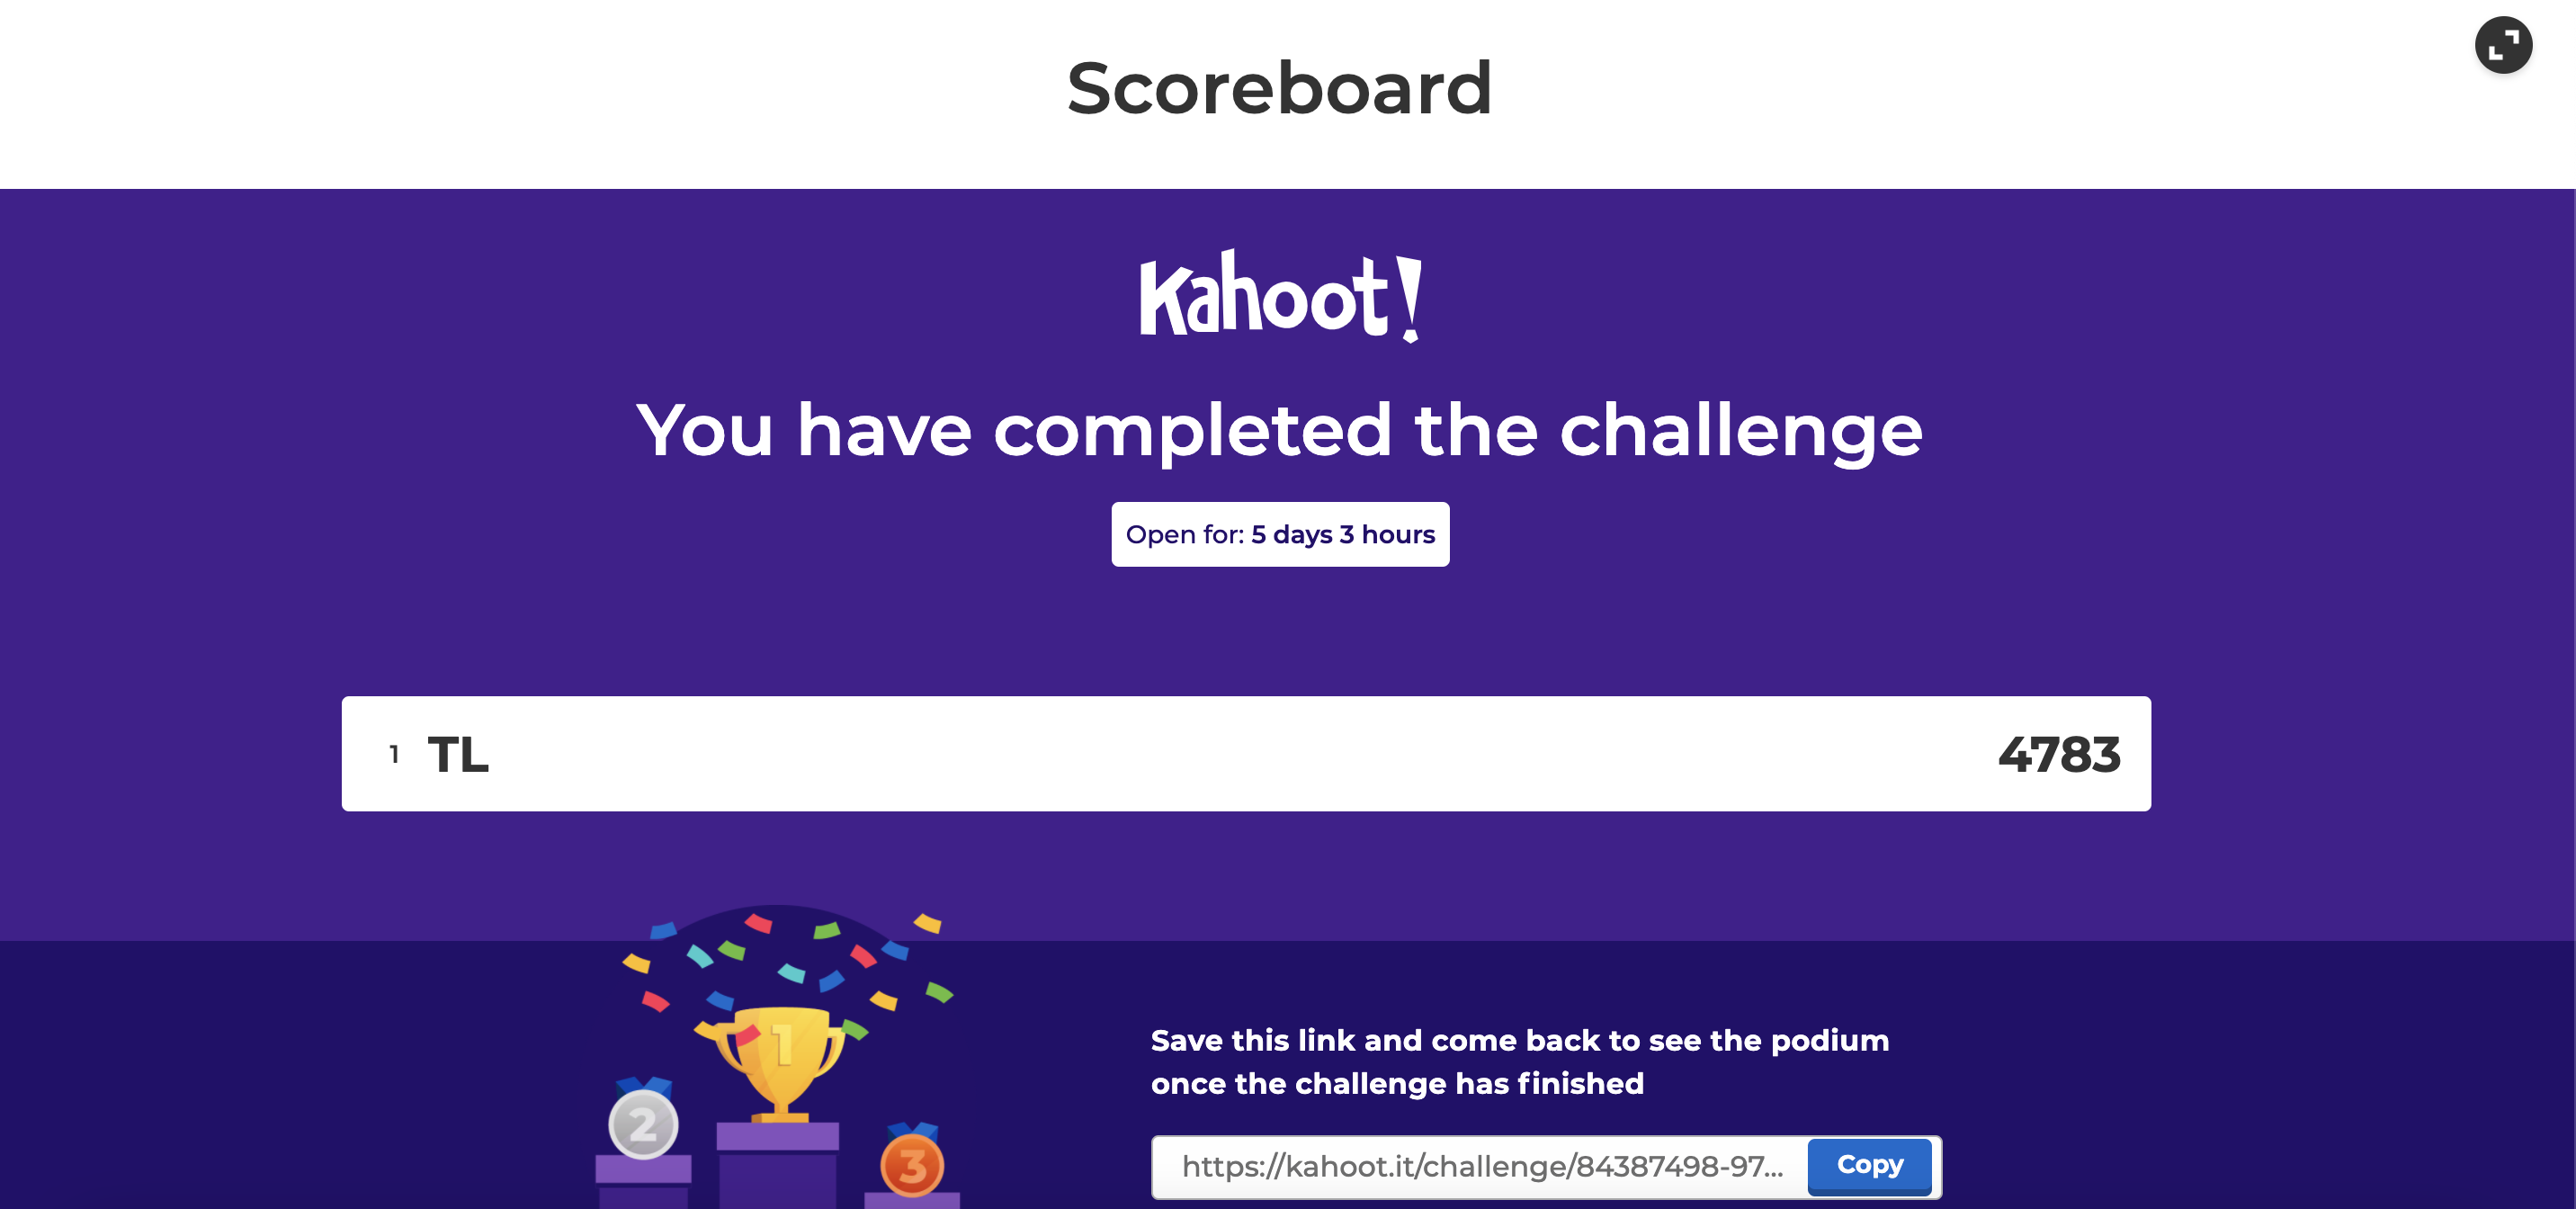 Scoreboard
Kahoot!
You have completed the challenge
Open for: 5 days 3 hours
1 TL 4783
1
2
3
Save this link and come back to see the podium
once the challenge has finished
https://kahoot.it/challenge/84387498-97... Copy